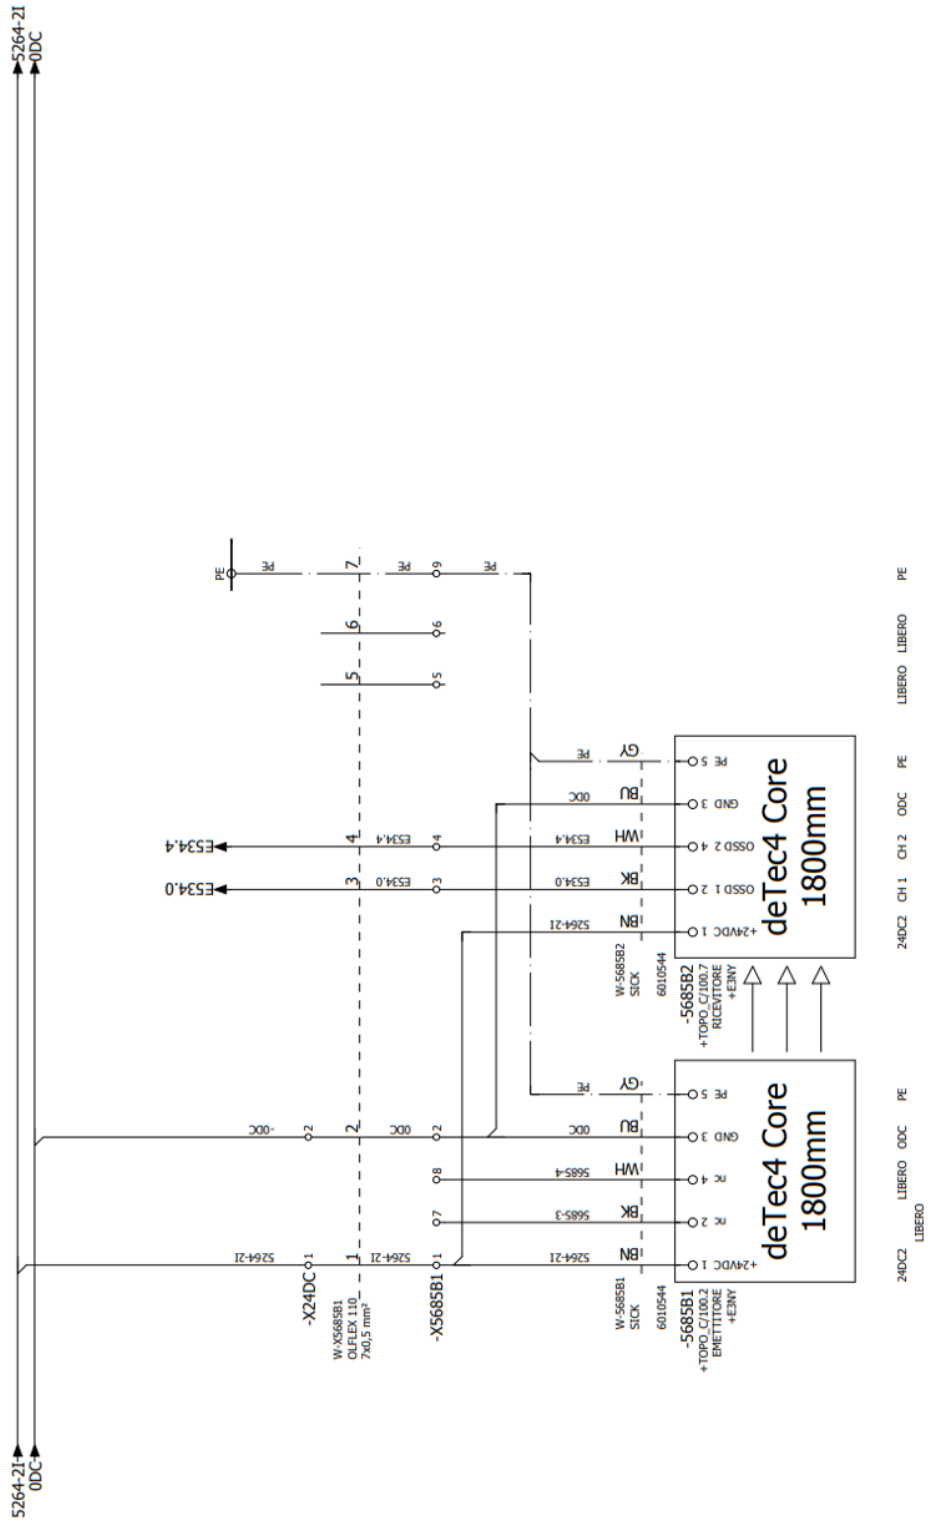 5264-2I
0DC
5264-2I
0DC
5264-2I
1
1
5264-2I
1
-0DC
2
2
0DC
2
-X24DC
W-X5685B1
OLFLEX 110
7x0,5 mm²
-X5685B1
7
8
E534.0
3
E534.0
3
E534.4
4
E534.4
4
5
5
6
6
PE
PE
7
PE
9
PE
5264-2I
BN
5685-3
BK
5685-4
WH
0DC
BU
PE
GY
W-5685B1
SICK
6010544
-5685B1
+TOPO_C/100.2
EMETTITORE
+E3NY
+24VDC 1
nc 2
nc 4
GND 3
PE 5
deTec4 Core
1800mm
5264-2I
BN
E534.0
BK
E534.4
WH
0DC
BU
PE
GY
W-5685B2
SICK
6010544
-5685B2
+TOPO_C/100.7
RICEVITORE
+E3NY
+24VDC 1
OSSD 1 2
OSSD 2 4
GND 3
PE 5
deTec4 Core
1800mm
24DC2
LIBERO
LIBERO
0DC
PE
24DC2
CH 1
CH 2
0DC
PE
LIBERO
LIBERO
PE